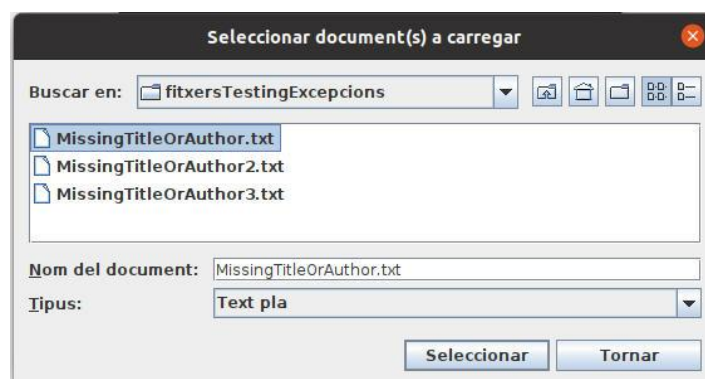 Seleccionar document(s) a carregar
Buscar en: fitxersTestingExcepcions
MissingTitleOrAuthor.txt
MissingTitleOrAuthor2.txt
MissingTitleOrAuthor3.txt
Nom del document: MissingTitleOrAuthor.txt
Tipus: Text pla
Seleccionar Tornar